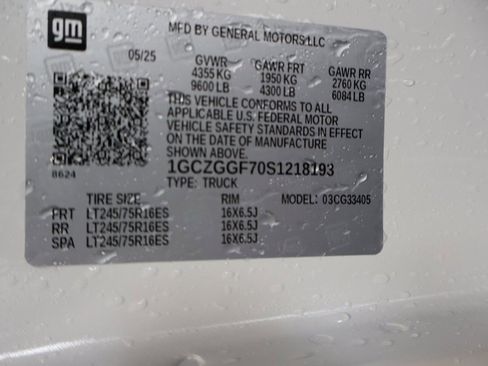 gm
MFD BY GENERAL MOTORS LLC
05/25
GVWR GAWR FRT GAWR RR
4355 KG 1950 KG 2760 KG
9600 LB 4300 LB 6084 LB
THIS VEHICLE CONFORMS TO ALL
APPLICABLE U.S. FEDERAL MOTOR
VEHICLE SAFETY STANDARDS IN EFFECT
ON THE DATE OF MANUFACTURE
SHOWN ABOVE.
8624
1GCZGGF70S1218193
TYPE: TRUCK MODEL: 03CG33405
TIRE SIZE RIM
FRT LT245/75R16ES 16X6.5J
RR LT245/75R16ES 16X6.5J
SPA LT245/75R16ES 16X6.5J